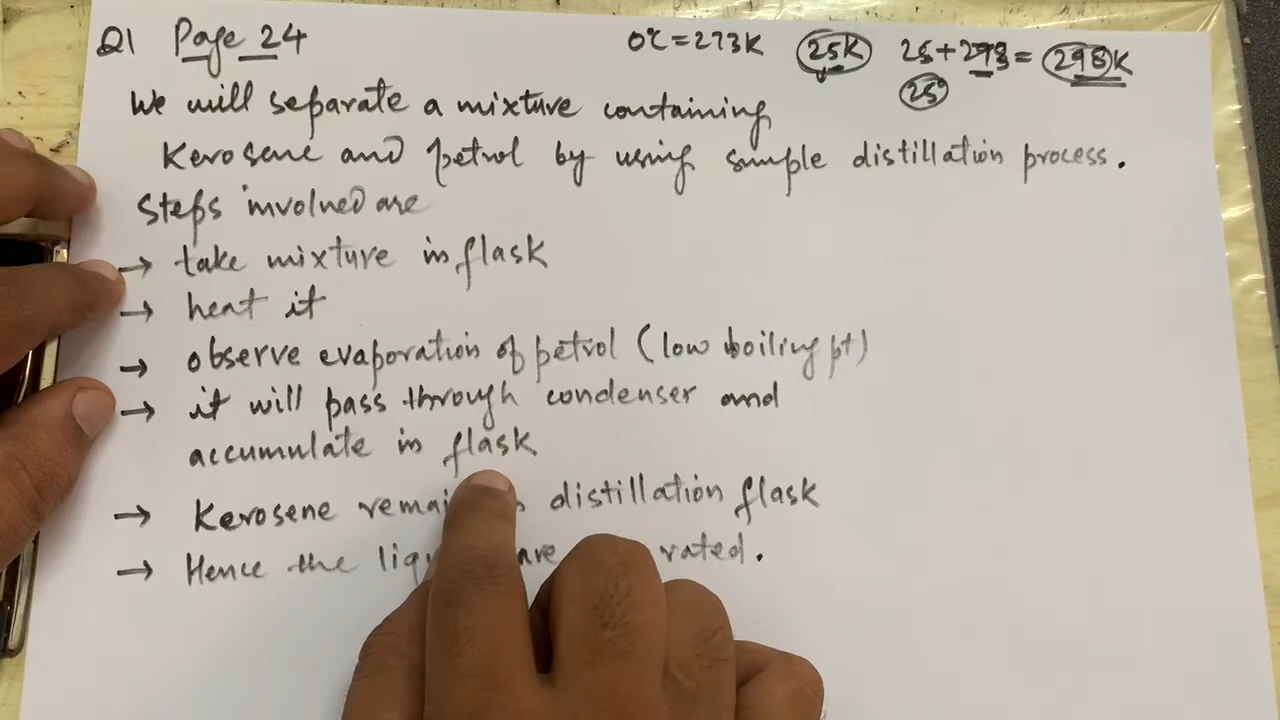 Q1 Page 24
0°C = 273K 25K 25 + 273 = 298K
25°
We will separate a mixture containing
Kerosene and petrol by using simple distillation process.
Steps involved are
→ take mixture in flask
→ heat it
→ observe evaporation of petrol (low boiling pt)
→ it will pass through condenser and
accumulate in flask
→ Kerosene distillation flask
→ Hence the